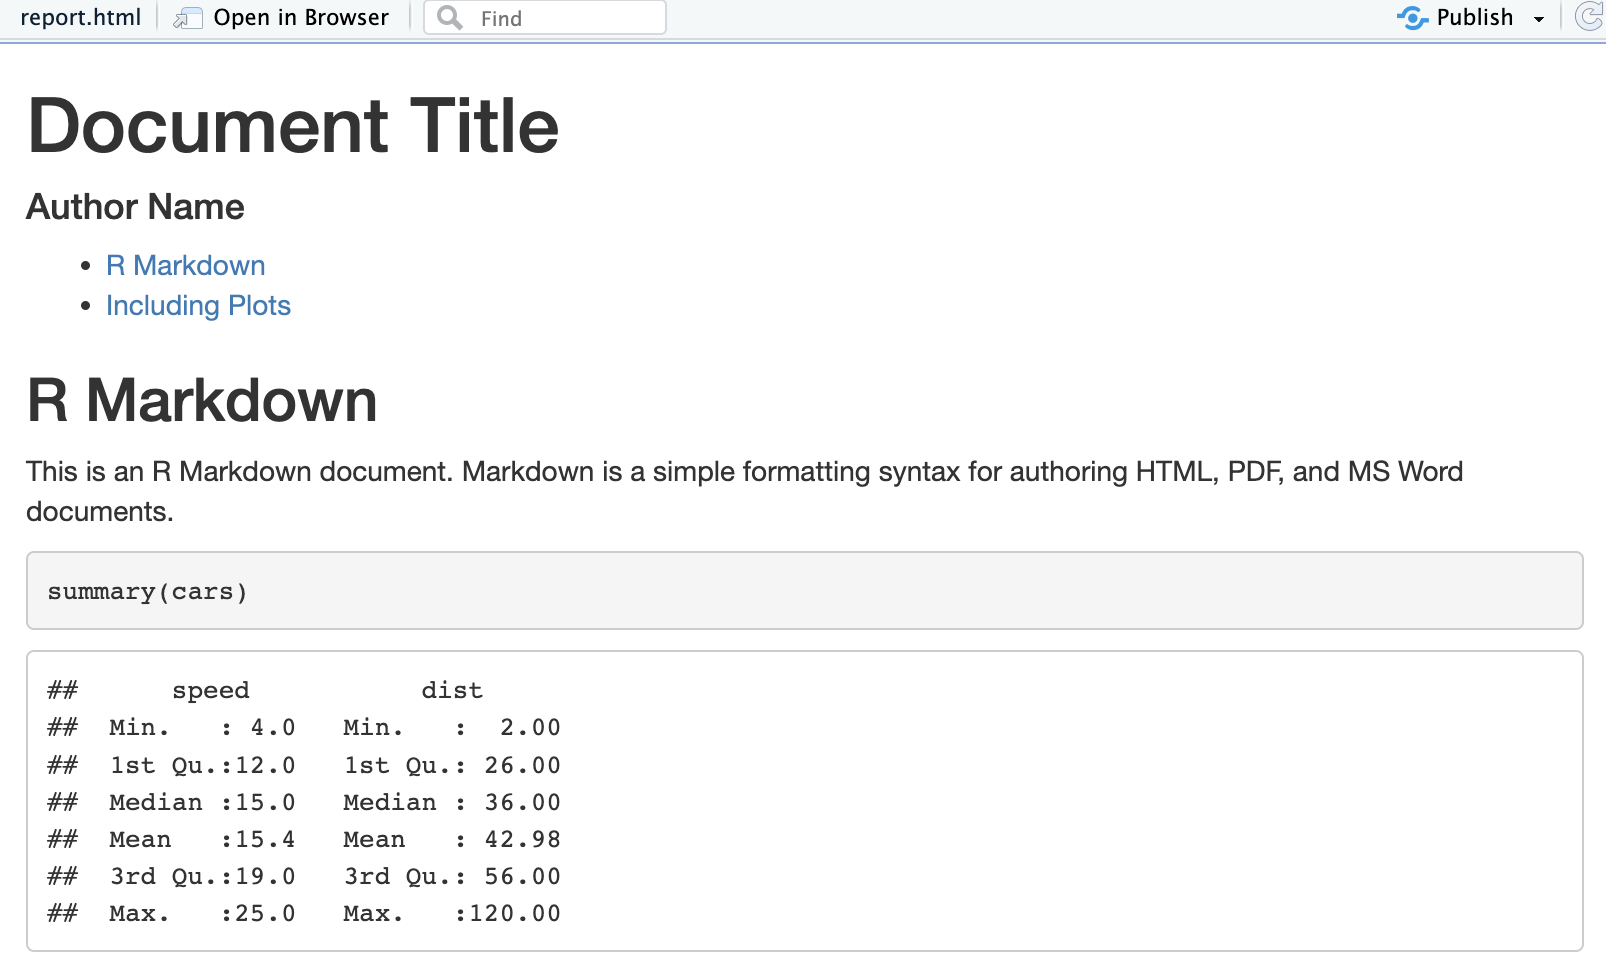 report.html Open in Browser Find Publish
Document Title
Author Name
• R Markdown
• Including Plots
R Markdown
This is an R Markdown document. Markdown is a simple formatting syntax for authoring HTML, PDF, and MS Word
documents.
summary(cars)
##      speed           dist
##  Min.   : 4.0   Min.   :  2.00
##  1st Qu.:12.0   1st Qu.: 26.00
##  Median :15.0   Median : 36.00
##  Mean   :15.4   Mean   : 42.98
##  3rd Qu.:19.0   3rd Qu.: 56.00
##  Max.   :25.0   Max.   :120.00